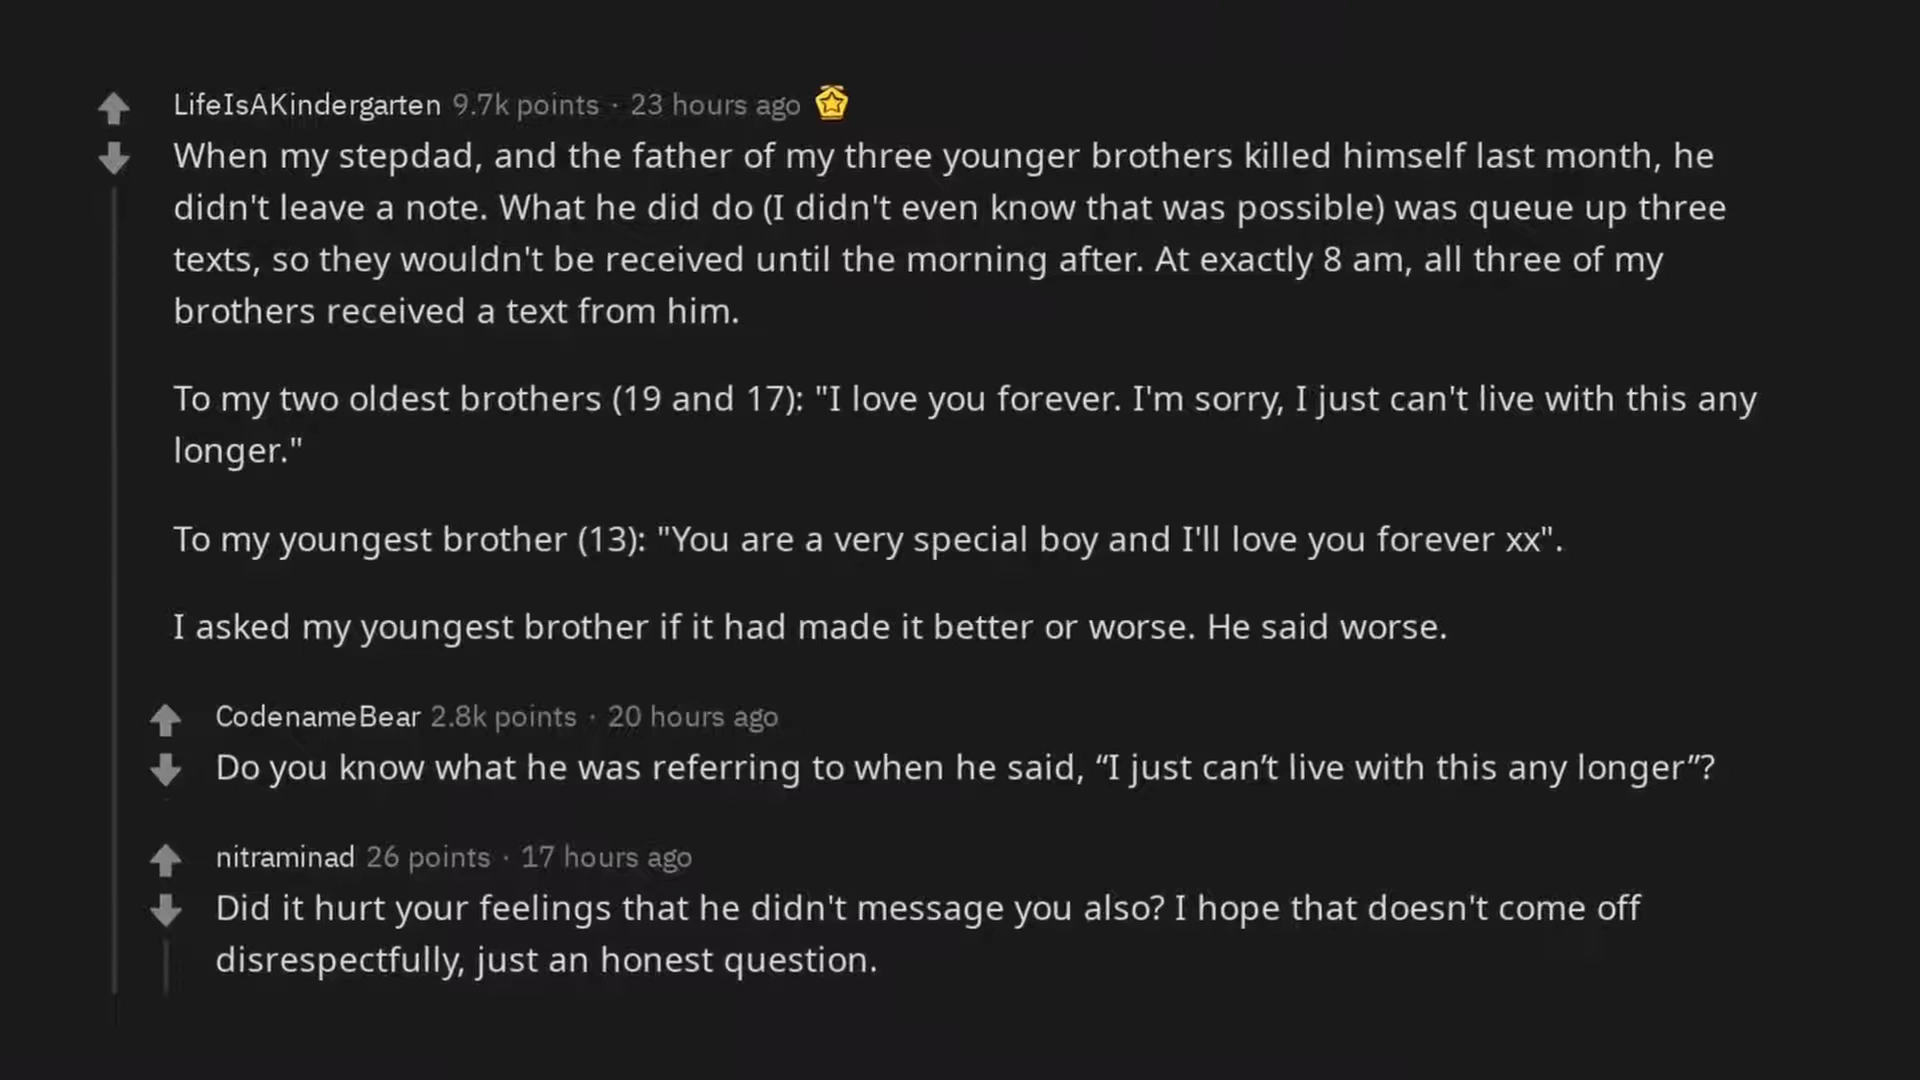 LifeIsAKindergarten 9.7k points · 23 hours ago
When my stepdad, and the father of my three younger brothers killed himself last month, he
didn't leave a note. What he did do (I didn't even know that was possible) was queue up three
texts, so they wouldn't be received until the morning after. At exactly 8 am, all three of my
brothers received a text from him.
To my two oldest brothers (19 and 17): "I love you forever. I'm sorry, I just can't live with this any
longer."
To my youngest brother (13): "You are a very special boy and I'll love you forever xx".
I asked my youngest brother if it had made it better or worse. He said worse.
CodenameBear 2.8k points · 20 hours ago
Do you know what he was referring to when he said, “I just can’t live with this any longer”?
nitraminad 26 points · 17 hours ago
Did it hurt your feelings that he didn't message you also? I hope that doesn't come off
disrespectfully, just an honest question.